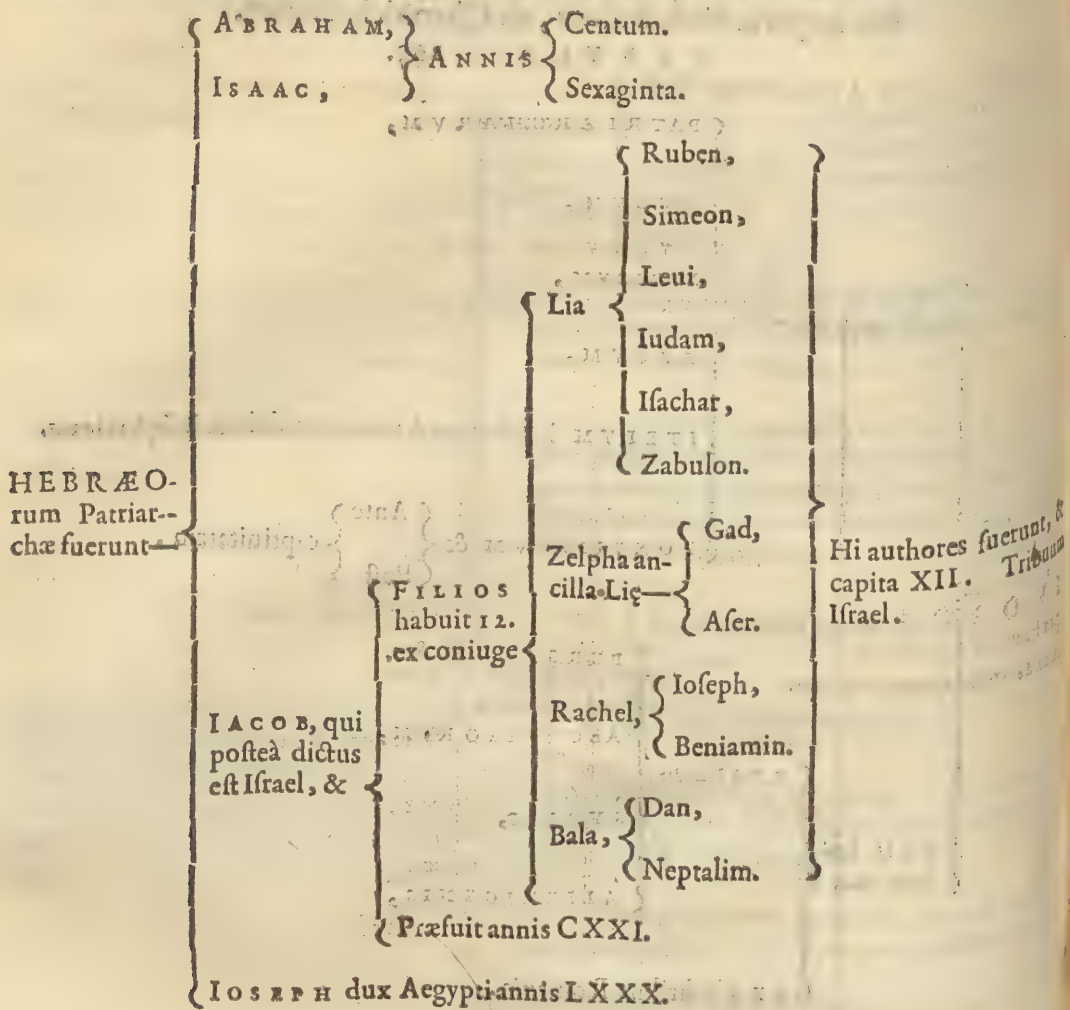 ABRAHAM,
ISAAC,
ANNIS
Centum.
Sexaginta.
HEBRÆO-
rum Patriar--
chæ fuerunt—
IACOB, qui
poſteà dictus
eſt Iſrael, &
FILIOS
habuit 12.
ex coniuge
Lia
Ruben,
Simeon,
Leui,
Iudam,
Iſachar,
Zabulon.
Zelpha an-
cilla Lię—
Gad,
Aſer.
Rachel,
Ioſeph,
Beniamin.
Bala,
Dan,
Neptalim.
Hi authores fuerunt, &
capita XII. Tribuum
Iſrael.
Præfuit annis CXXI.
IOSEPH dux Aegypti annis LXXX.